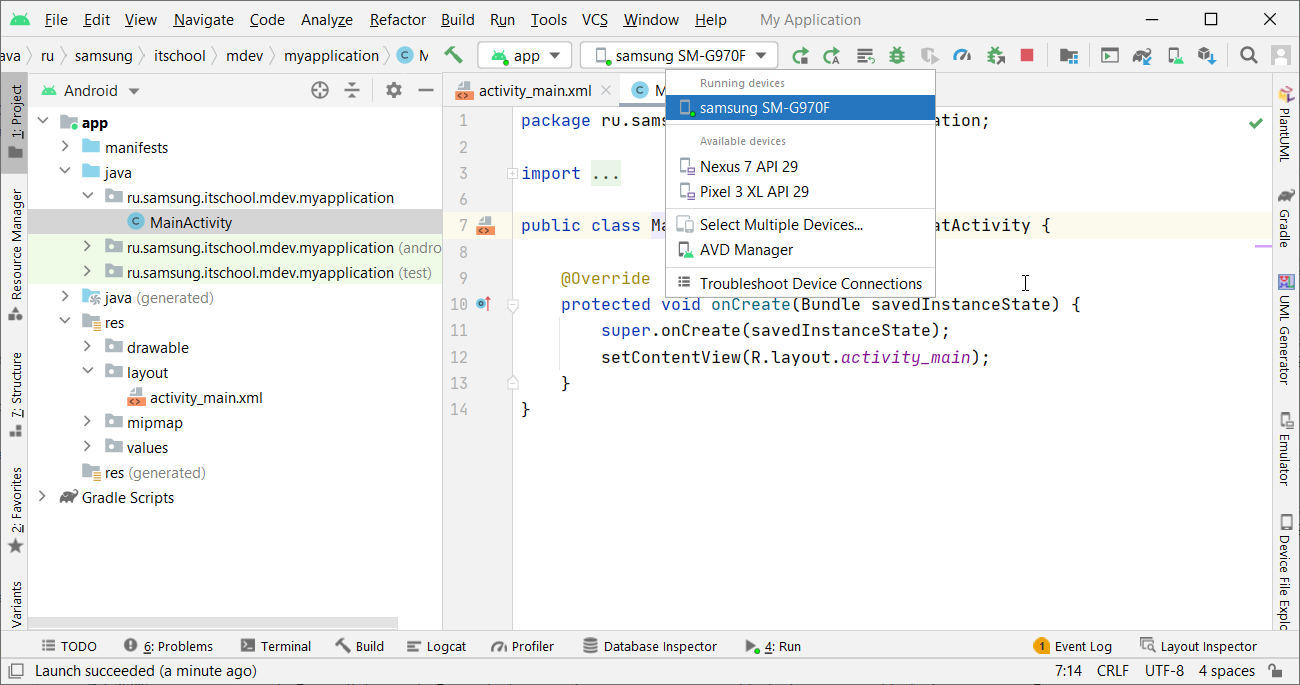 File Edit View Navigate Code Analyze Refactor Build Run Tools VCS Window Help My Application
ava ru samsung itschool mdev myapplication C M app samsung SM-G970F
Android
activity_main.xml C M
1: Project
Resource Manager
7: Structure
2: Favorites
Variants
app
manifests
java
ru.samsung.itschool.mdev.myapplication
C MainActivity
ru.samsung.itschool.mdev.myapplication (andro
ru.samsung.itschool.mdev.myapplication (test)
java (generated)
res
drawable
layout
activity_main.xml
mipmap
values
res (generated)
Gradle Scripts
Running devices
samsung SM-G970F
Available devices
Nexus 7 API 29
Pixel 3 XL API 29
Select Multiple Devices...
AVD Manager
Troubleshoot Device Connections
1 package ru.sams ation;
2
3 import ...
6
7 public class Ma atActivity {
8
9 @Override
10 protected void onCreate(Bundle savedInstanceState) {
11 super.onCreate(savedInstanceState);
12 setContentView(R.layout.activity_main);
13 }
14 }
PlantUML
Gradle
UML Generator
Emulator
Device File Explo
TODO 6: Problems Terminal Build Logcat Profiler Database Inspector 4: Run 1 Event Log Layout Inspector
Launch succeeded (a minute ago) 7:14 CRLF UTF-8 4 spaces